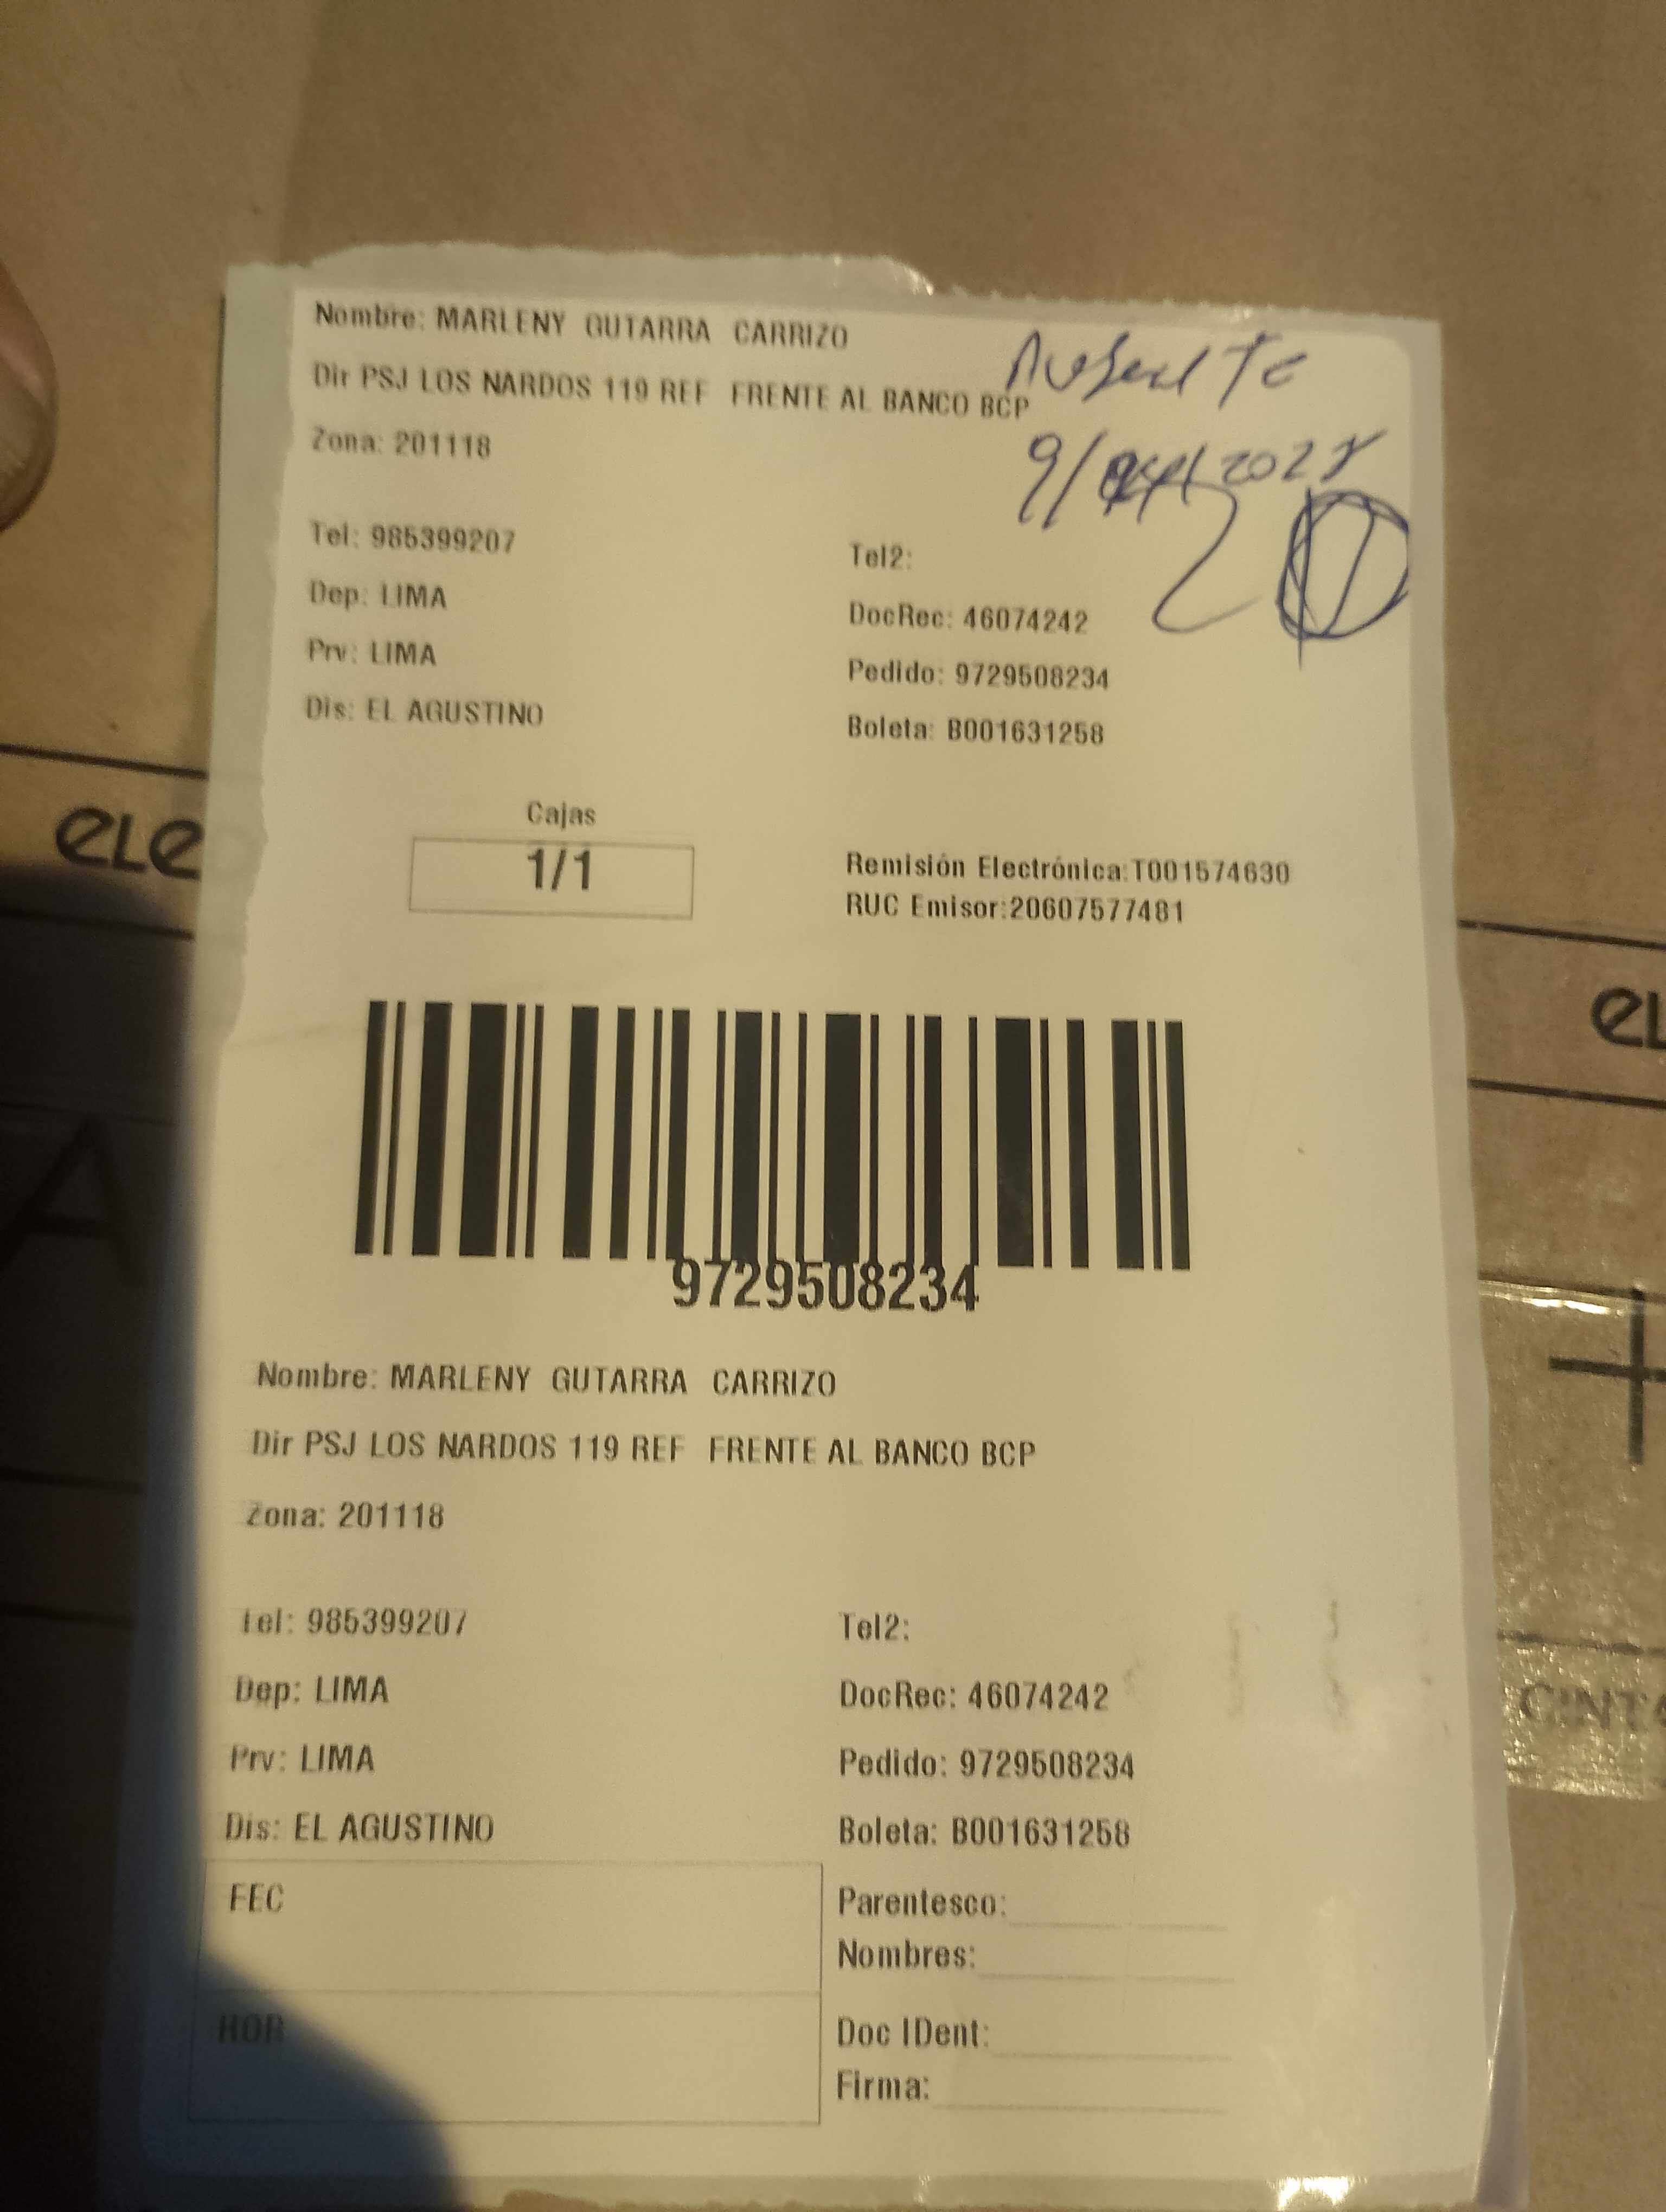 Nombre: MARLENY GUTARRA CARRIZO
Dir PSJ LOS NARDOS 119 REF FRENTE AL BANCO BCP
Zona: 201118
Tel: 985399207
Tel2:
Dep: LIMA
DocRec: 46074242
Prv: LIMA
Pedido: 9729508234
Dis: EL AGUSTINO
Boleta: B001631258
Cajas
1/1
Remisión Electrónica:T001574630
RUC Emisor:20607577481
9729508234
Nombre: MARLENY GUTARRA CARRIZO
Dir PSJ LOS NARDOS 119 REF FRENTE AL BANCO BCP
Zona: 201118
Tel: 985399207
Tel2:
Dep: LIMA
DocRec: 46074242
Prv: LIMA
Pedido: 9729508234
Dis: EL AGUSTINO
Boleta: B001631258
FEC
Parentesco:
Nombres:
HOR
Doc IDent:
Firma: